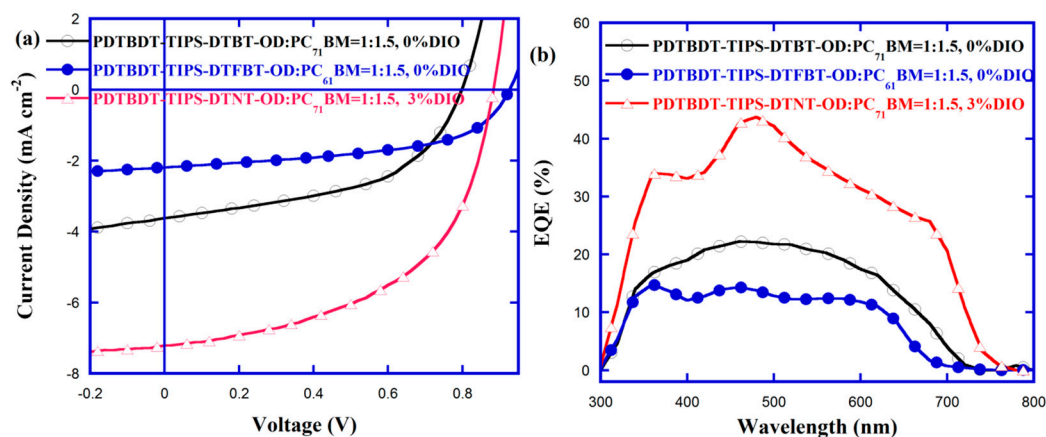 (a)
PDTBDT-TIPS-DTBT-OD:PC71BM=1:1.5, 0%DIO
PDTBDT-TIPS-DTFBT-OD:PC61BM=1:1.5, 0%DIO
PDTBDT-TIPS-DTNT-OD:PC71BM=1:1.5, 3%DIO
Current Density (mA cm-2)
2
0
-2
-4
-6
-8
-0.2 0 0.2 0.4 0.6 0.8
Voltage (V)
(b)
PDTBDT-TIPS-DTBT-OD:PC71BM=1:1.5, 0%DIO
PDTBDT-TIPS-DTFBT-OD:PC61BM=1:1.5, 0%DIO
PDTBDT-TIPS-DTNT-OD:PC71BM=1:1.5, 3%DIO
EQE (%)
60
50
40
30
20
10
0
300 400 500 600 700 800
Wavelength (nm)